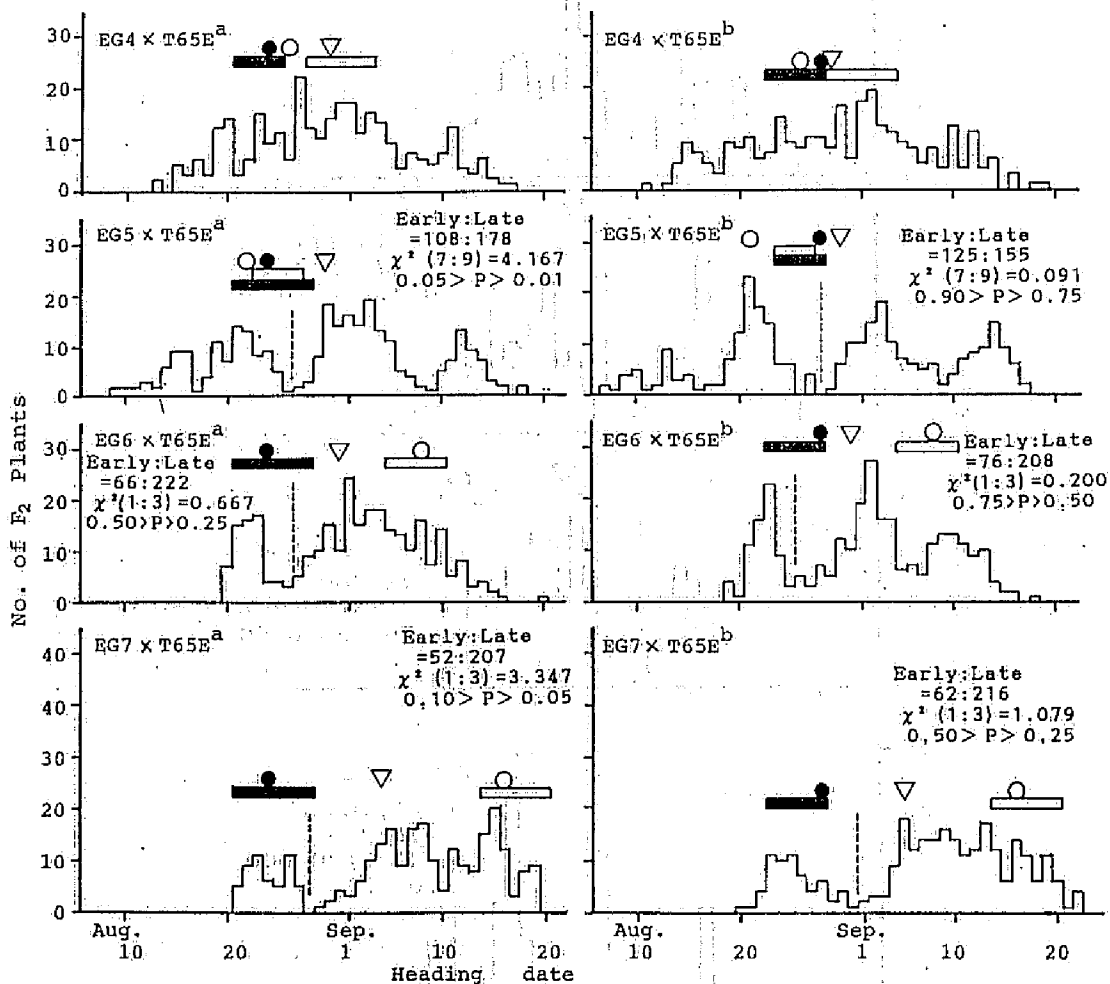 No. of F2 Plants
EG4 × T65E^a
30
20
10
0
EG4 × T65E^b
EG5 × T65E^a
Early:Late
=108:178
χ² (7:9)=4.167
0.05> P> 0.01
30
20
10
0
EG5 × T65E^b
Early:Late
=125:155
χ² (7:9)=0.091
0.90> P> 0.75
EG6 × T65E^a
Early:Late
=66:222
χ²(1:3)=0.667
0.50>P>0.25
30
20
10
0
EG6 × T65E^b
Early:Late
=76:208
χ²(1:3)=0.200
0.75>P>0.50
EG7 × T65E^a
Early:Late
=52:207
χ² (1:3)=3.347
0.10> P> 0.05
40
30
20
10
0
EG7 × T65E^b
Early:Late
=62:216
χ² (1:3)=1.079
0.50> P> 0.25
Aug. Sep. Aug. Sep.
10 20 1 10 20 10 20 1 10 20
Heading date